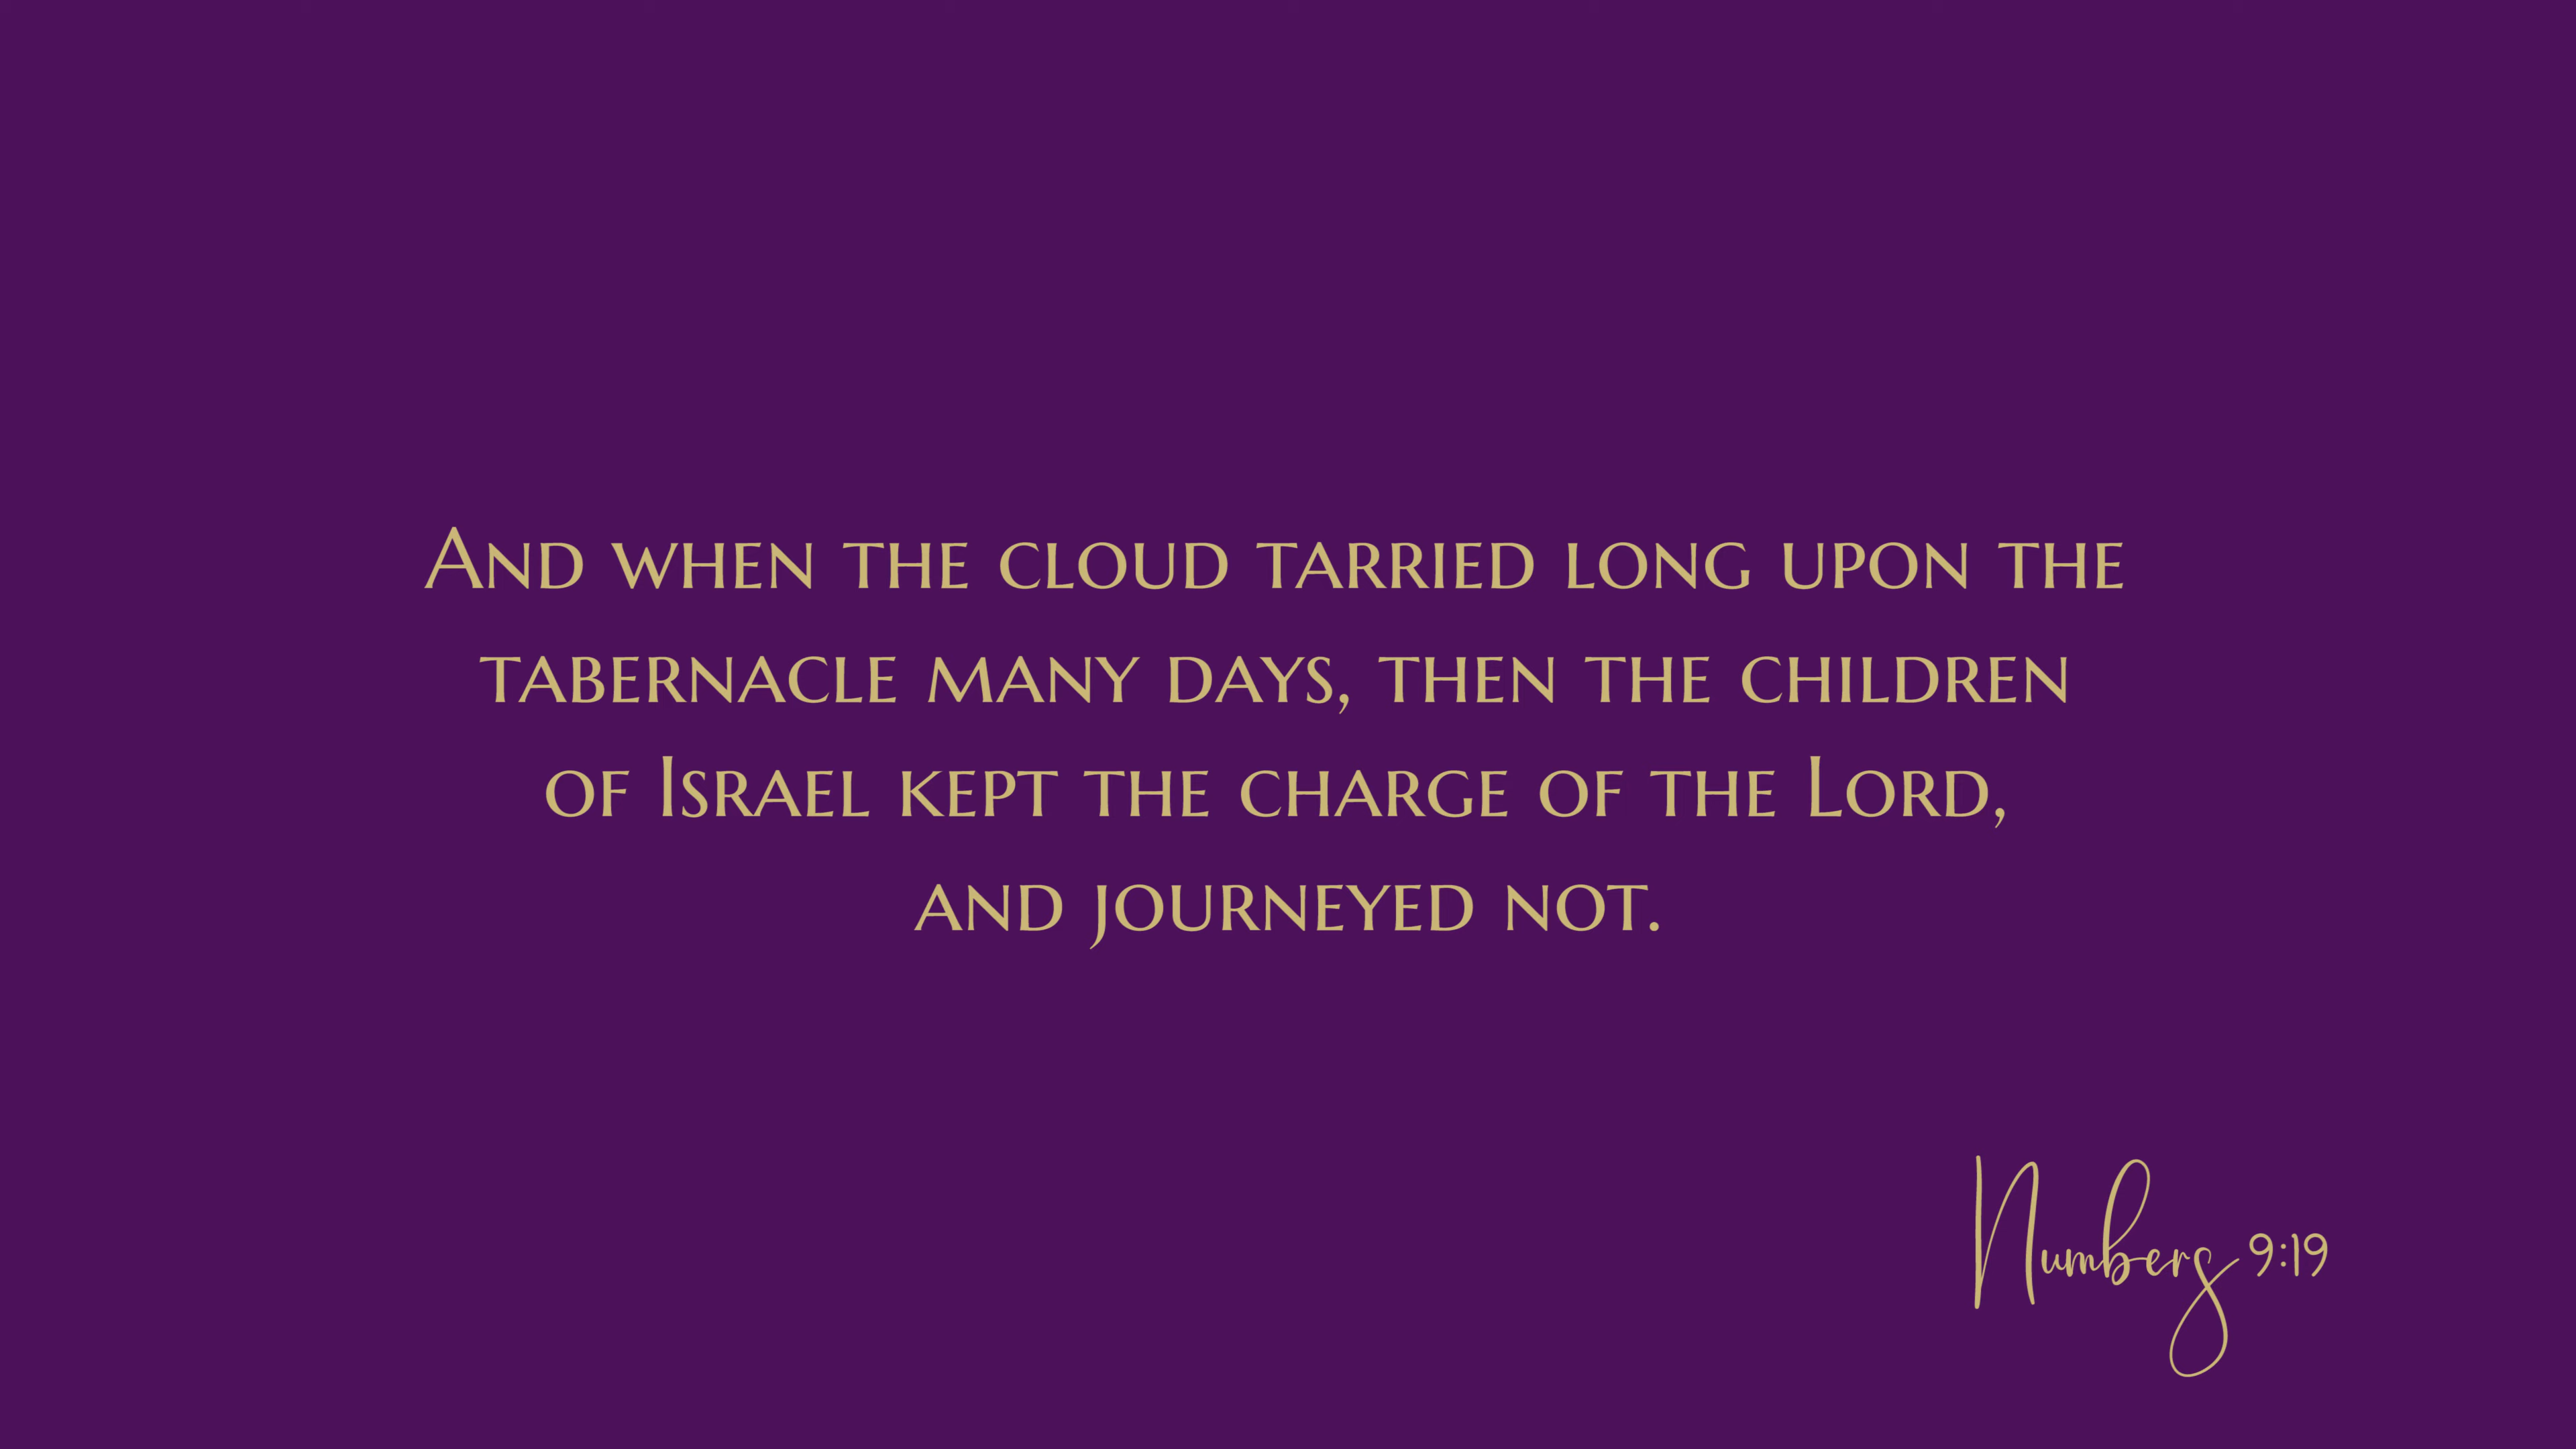 And when the cloud tarried long upon the
tabernacle many days, then the children
of Israel kept the charge of the Lord,
and journeyed not.
Numbers 9:19